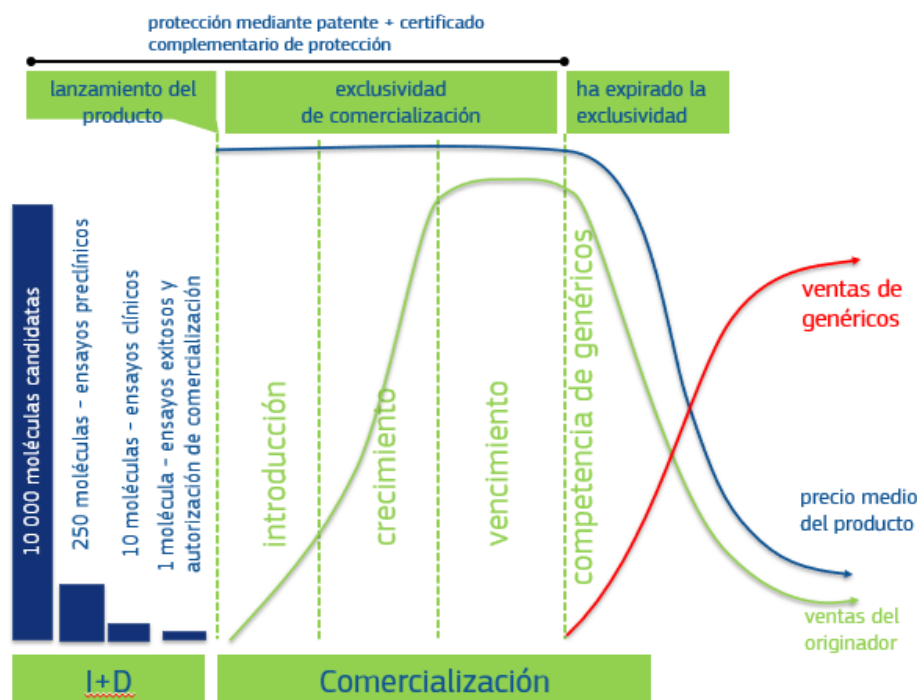 protección mediante patente + certificado
complementario de protección
lanzamiento del
producto
exclusividad
de comercialización
ha expirado la
exclusividad
10 000 moléculas candidatas
250 moléculas – ensayos preclínicos
10 moléculas – ensayos clínicos
1 molécula – ensayos exitosos y
autorización de comercialización
introducción
crecimiento
vencimiento
competencia de genéricos
ventas de
genéricos
precio medio
del producto
ventas del
originador
I+D
Comercialización